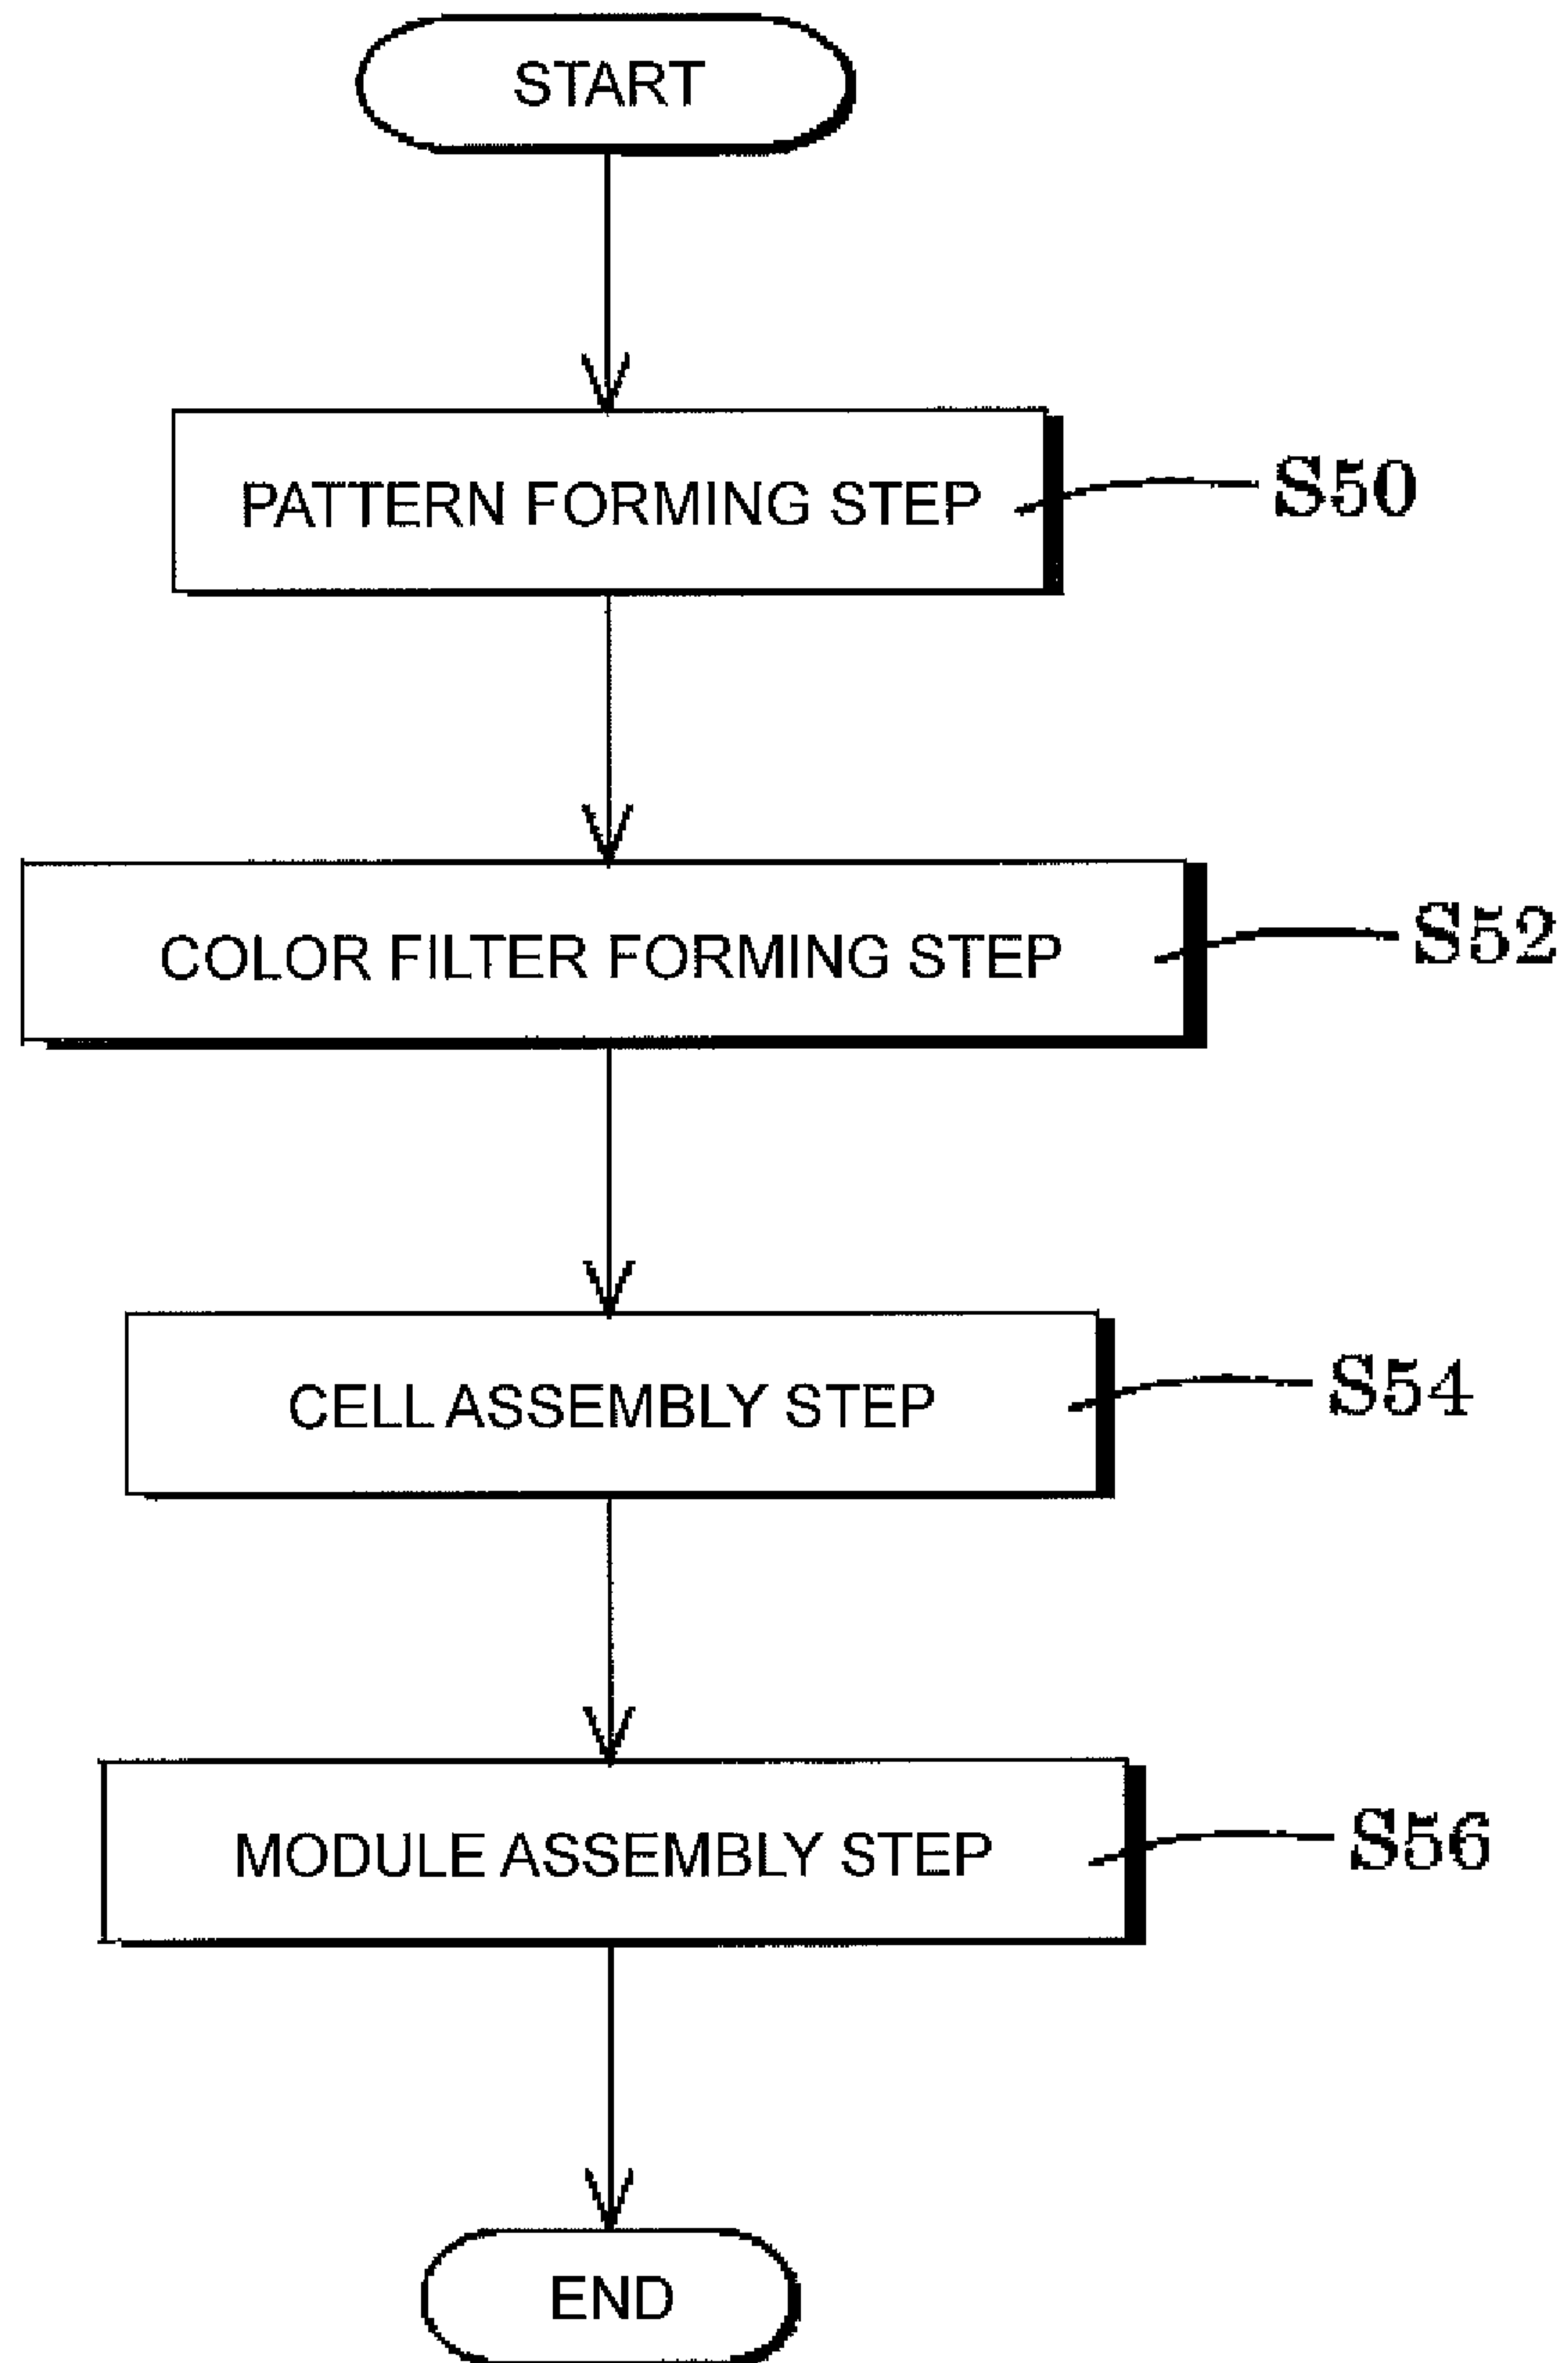 START
PATTERN FORMING STEP
S50
COLOR FILTER FORMING STEP
S52
CELL ASSEMBLY STEP
S54
MODULE ASSEMBLY STEP
S56
END